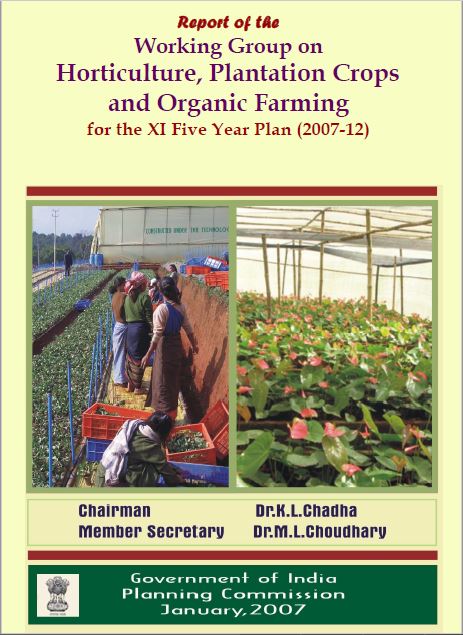 Report of the
Working Group on
Horticulture, Plantation Crops
and Organic Farming
for the XI Five Year Plan (2007-12)
CONSTRUCTED UNDER THE TECHNOLOG
Chairman Dr.K.L.Chadha
Member Secretary Dr.M.L.Choudhary
Government of India
Planning Commission
January,2007